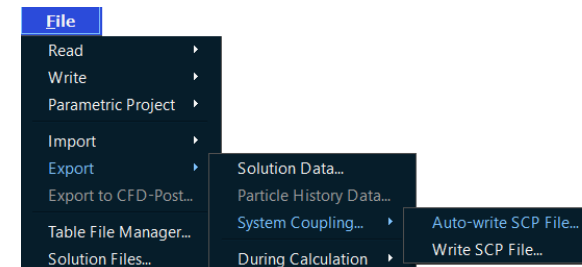 File
Read
Write
Parametric Project
Import
Export
Export to CFD-Post...
Table File Manager...
Solution Files...
Solution Data...
Particle History Data...
System Coupling...
During Calculation
Auto-write SCP File...
Write SCP File...